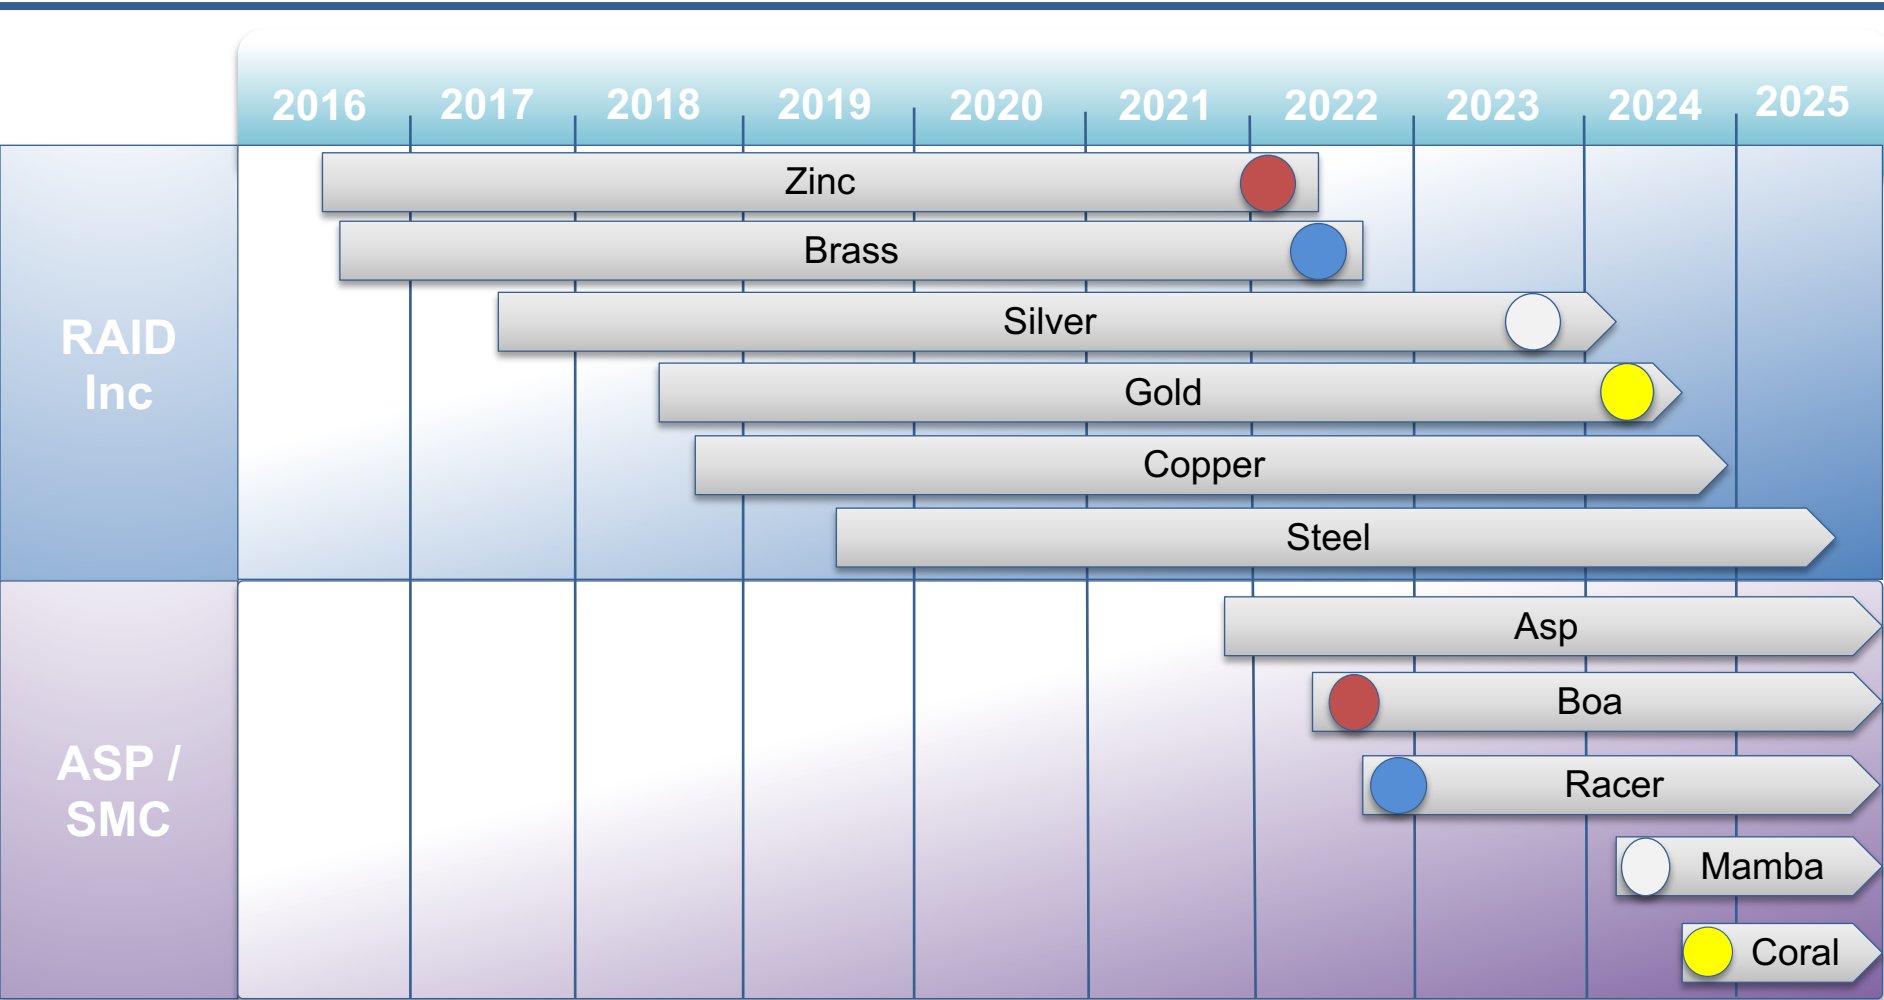 2016 2017 2018 2019 2020 2021 2022 2023 2024 2025
RAID
Inc
Zinc
Brass
Silver
Gold
Copper
Steel
ASP /
SMC
Asp
Boa
Racer
Mamba
Coral